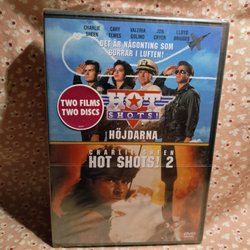 CHARLIE SHEEN
CARY ELWES
VALERIA GOLINO
JON CRYER
LLOYD BRIDGES
DET ÄR NÅGONTING SOM
BURRAR I LUFTEN!
TWO FILMS
TWO DISCS
HOT
SHOTS!
HÖJDARNA
CHARLIE SHEEN
HOT SHOTS! 2